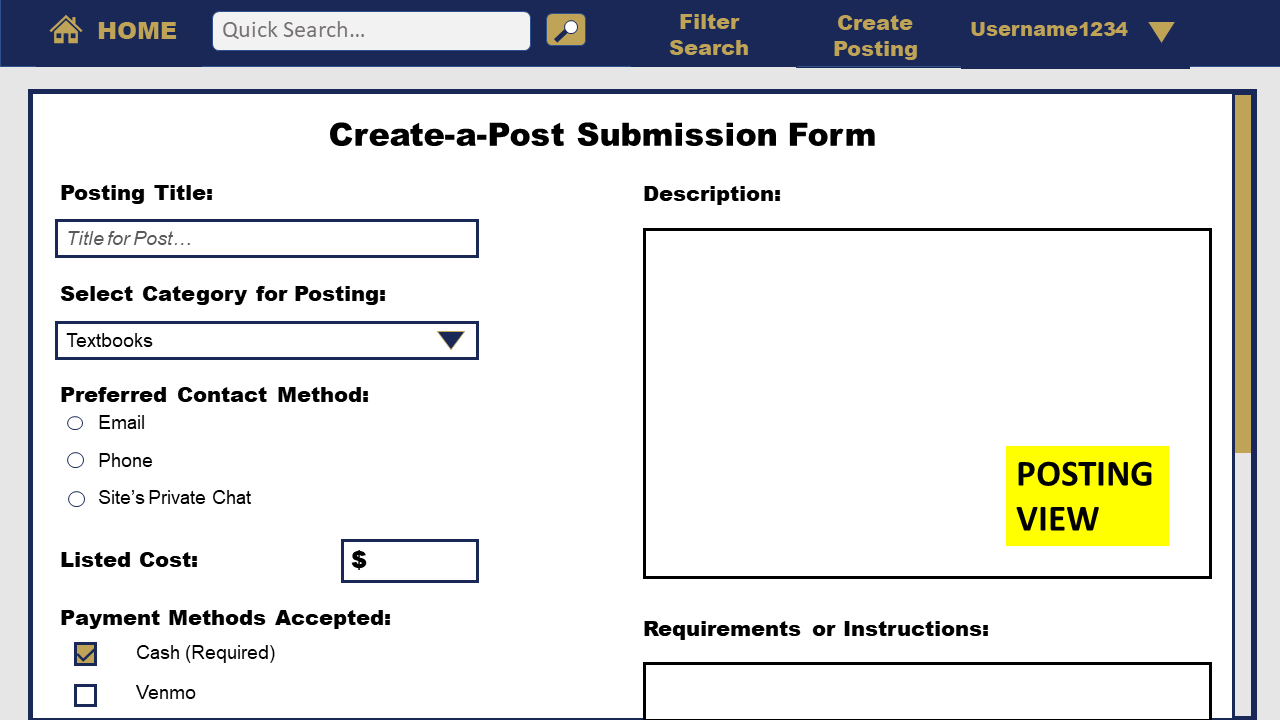 HOME
Quick Search...
Filter
Search
Create
Posting
Username1234
Create-a-Post Submission Form
Posting Title:
Title for Post…
Select Category for Posting:
Textbooks
Preferred Contact Method:
Email
Phone
Site’s Private Chat
Listed Cost:
$
Payment Methods Accepted:
Cash (Required)
Venmo
Description:
POSTING
VIEW
Requirements or Instructions: